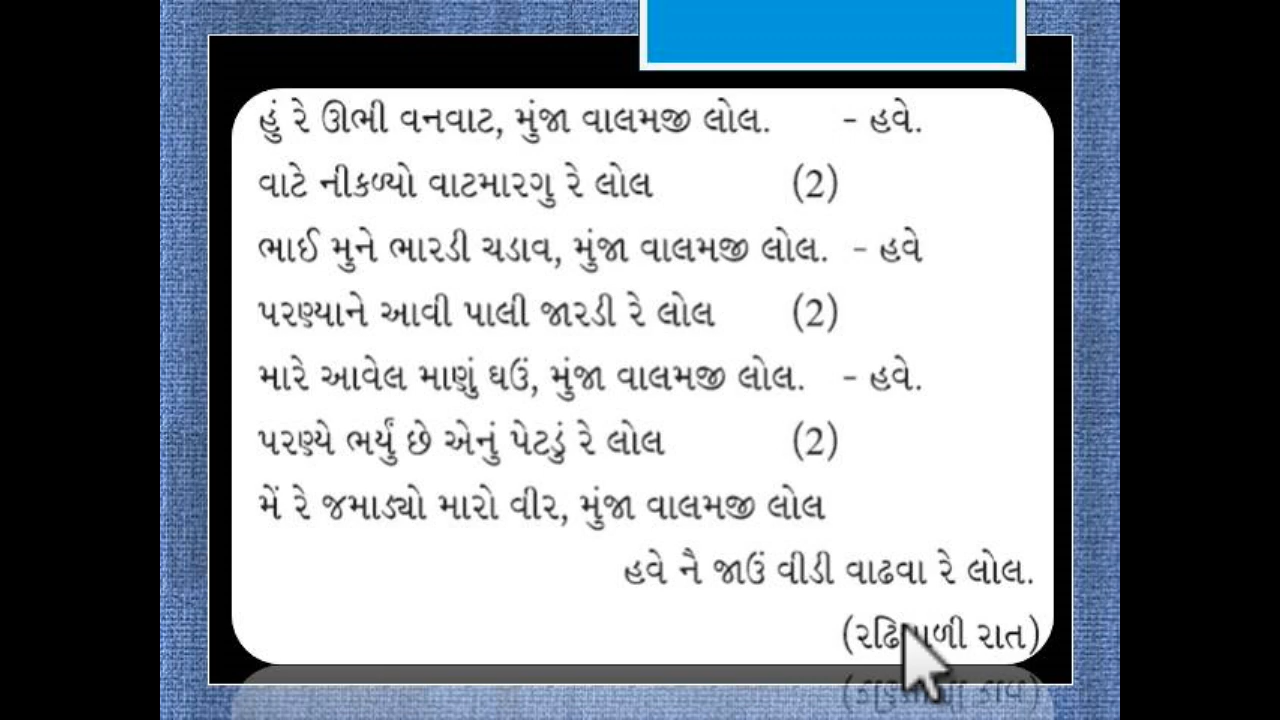 હું રે ઊભી વનવાટ, મુંજા વાલમજી લોલ. - હવે.
વાટે નીકળ્યો વાટમારગુ રે લોલ (2)
ભાઈ મુને ભારડી ચડાવ, મુંજા વાલમજી લોલ. - હવે
પરણ્યાને આવી પાલી જારડી રે લોલ (2)
મારે આવેલ માણું ઘઉં, મુંજા વાલમજી લોલ. - હવે.
પરણ્યે ભર્યું છે એનું પેટડું રે લોલ (2)
મેં રે જમાડ્યો મારો વીર, મુંજા વાલમજી લોલ
હવે નૈ જાઉં વીડી વાઢવા રે લોલ.
રાત)